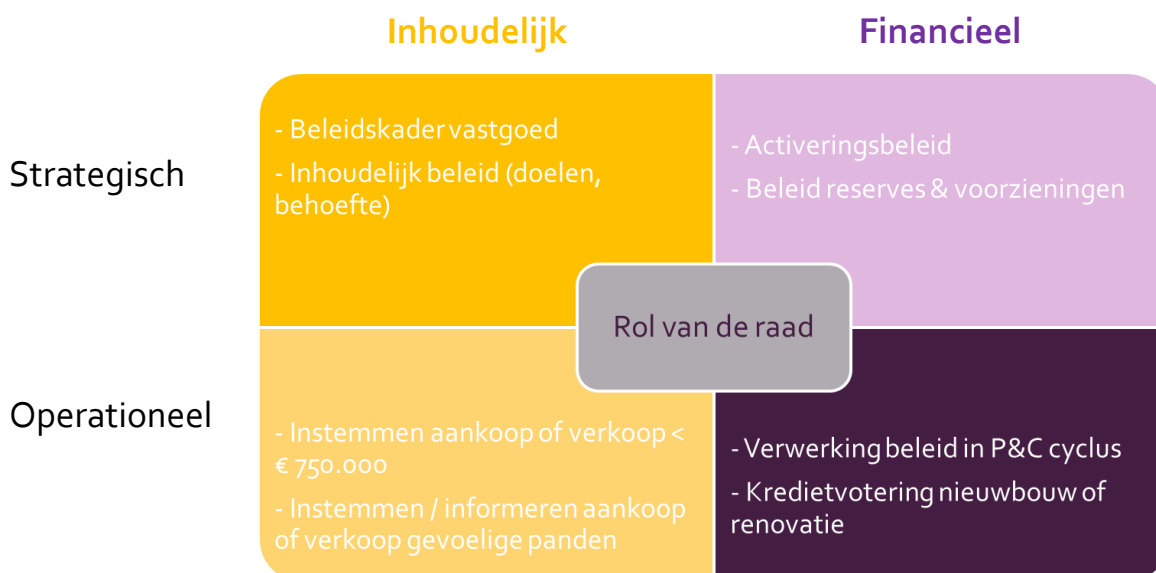 Inhoudelijk
Financieel
Strategisch
- Beleidskader vastgoed
- Inhoudelijk beleid (doelen,
behoefte)
- Activeringsbeleid
- Beleid reserves & voorzieningen
Rol van de raad
Operationeel
- Instemmen aankoop of verkoop <
€ 750.000
- Instemmen / informeren aankoop
of verkoop gevoelige panden
- Verwerking beleid in P&C cyclus
- Kredietvotering nieuwbouw of
renovatie